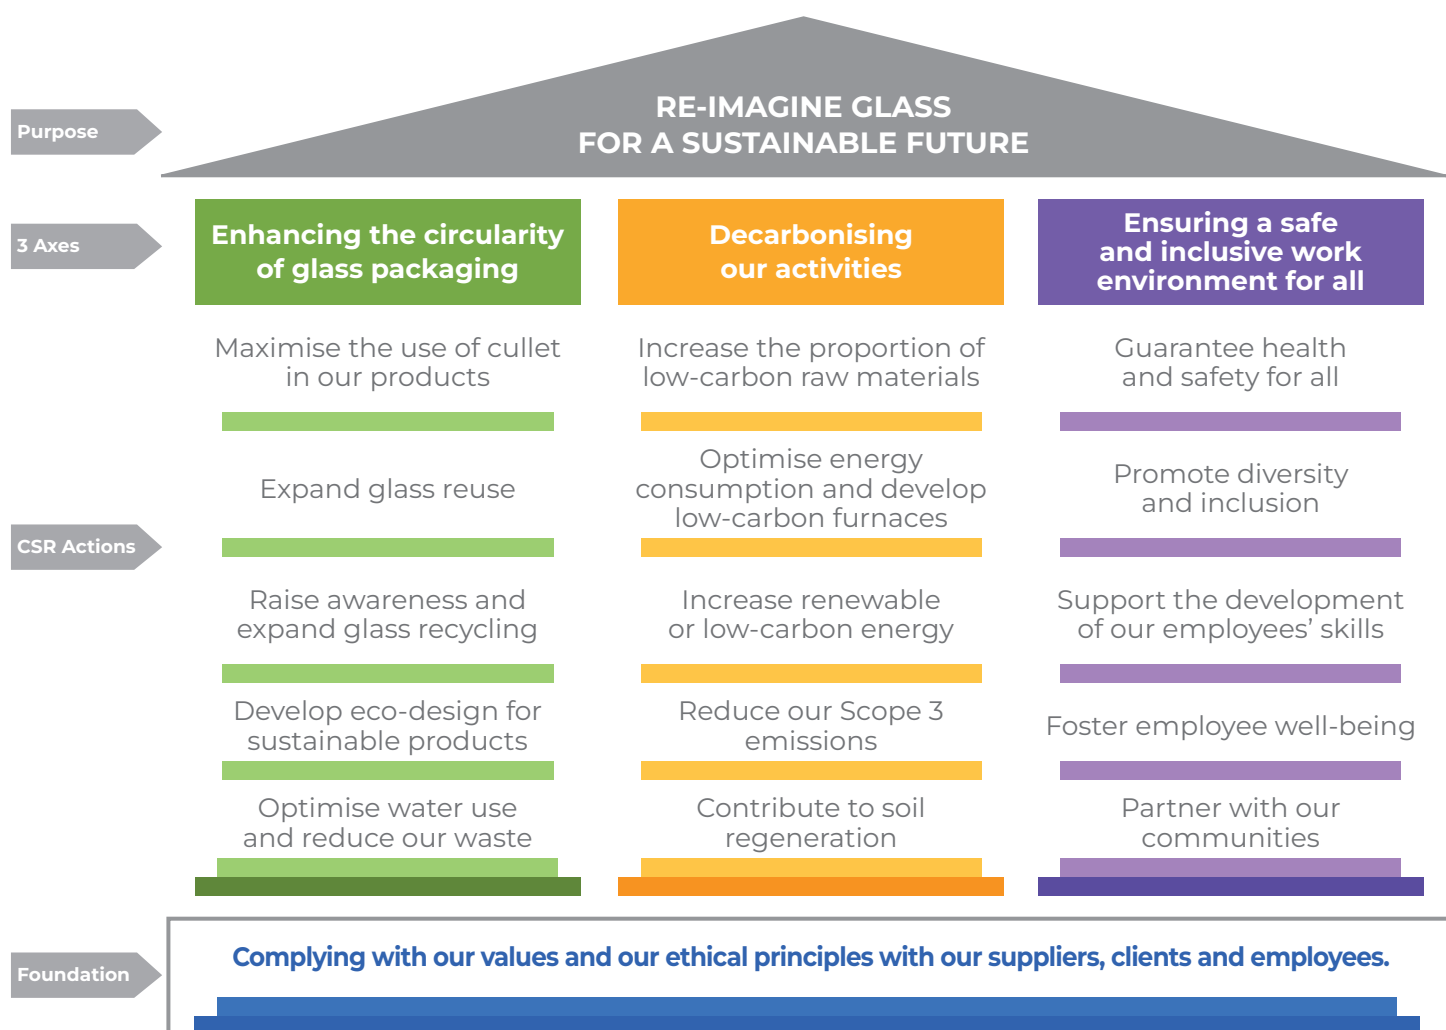 Purpose
RE-IMAGINE GLASS
FOR A SUSTAINABLE FUTURE
3 Axes
Enhancing the circularity
of glass packaging
Decarbonising
our activities
Ensuring a safe
and inclusive work
environment for all
CSR Actions
Maximise the use of cullet
in our products
Expand glass reuse
Raise awareness and
expand glass recycling
Develop eco-design for
sustainable products
Optimise water use
and reduce our waste
Increase the proportion of
low-carbon raw materials
Optimise energy
consumption and develop
low-carbon furnaces
Increase renewable
or low-carbon energy
Reduce our Scope 3
emissions
Contribute to soil
regeneration
Guarantee health
and safety for all
Promote diversity
and inclusion
Support the development
of our employees’ skills
Foster employee well-being
Partner with our
communities
Foundation
Complying with our values and our ethical principles with our suppliers, clients and employees.